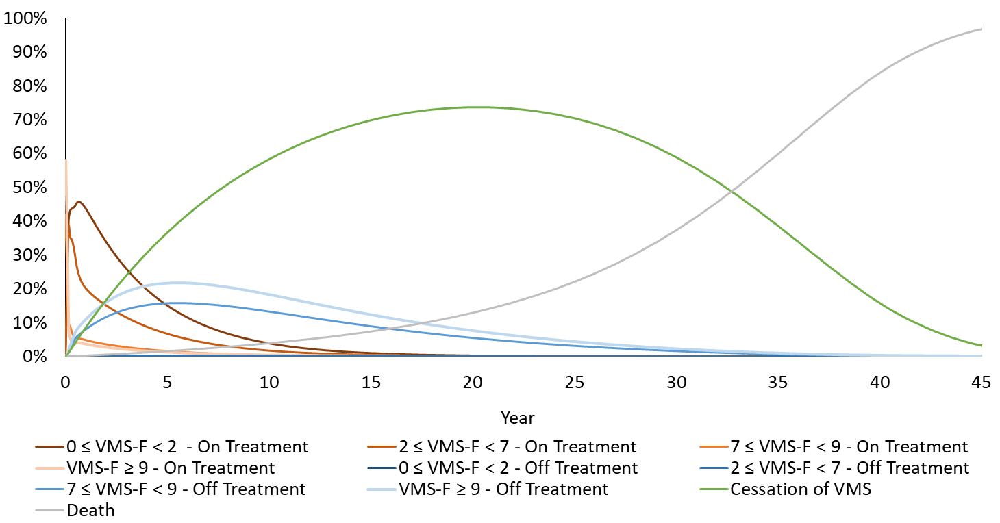 100%
90%
80%
70%
60%
50%
40%
30%
20%
10%
0%
0 5 10 15 20 25 30 35 40 45
Year
0 ≤ VMS-F < 2 - On Treatment 2 ≤ VMS-F < 7 - On Treatment 7 ≤ VMS-F < 9 - On Treatment
VMS-F ≥ 9 - On Treatment 0 ≤ VMS-F < 2 - Off Treatment 2 ≤ VMS-F < 7 - Off Treatment
7 ≤ VMS-F < 9 - Off Treatment VMS-F ≥ 9 - Off Treatment Cessation of VMS
Death